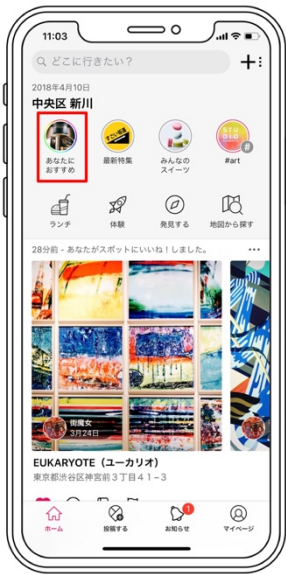 11:03
どこに行きたい？
2018年4月10日
中央区 新川
あなたに
おすすめ
最新特集
みんなの
スイーツ
STU
DIO
#
#art
ランチ
体験
発見する
地図から探す
28分前 - あなたがスポットにいいね！しました。
街魔女
3月24日
EUKARYOTE（ユーカリオ）
東京都渋谷区神宮前３丁目４１−３
ホーム
投稿する
1
お知らせ
マイページ